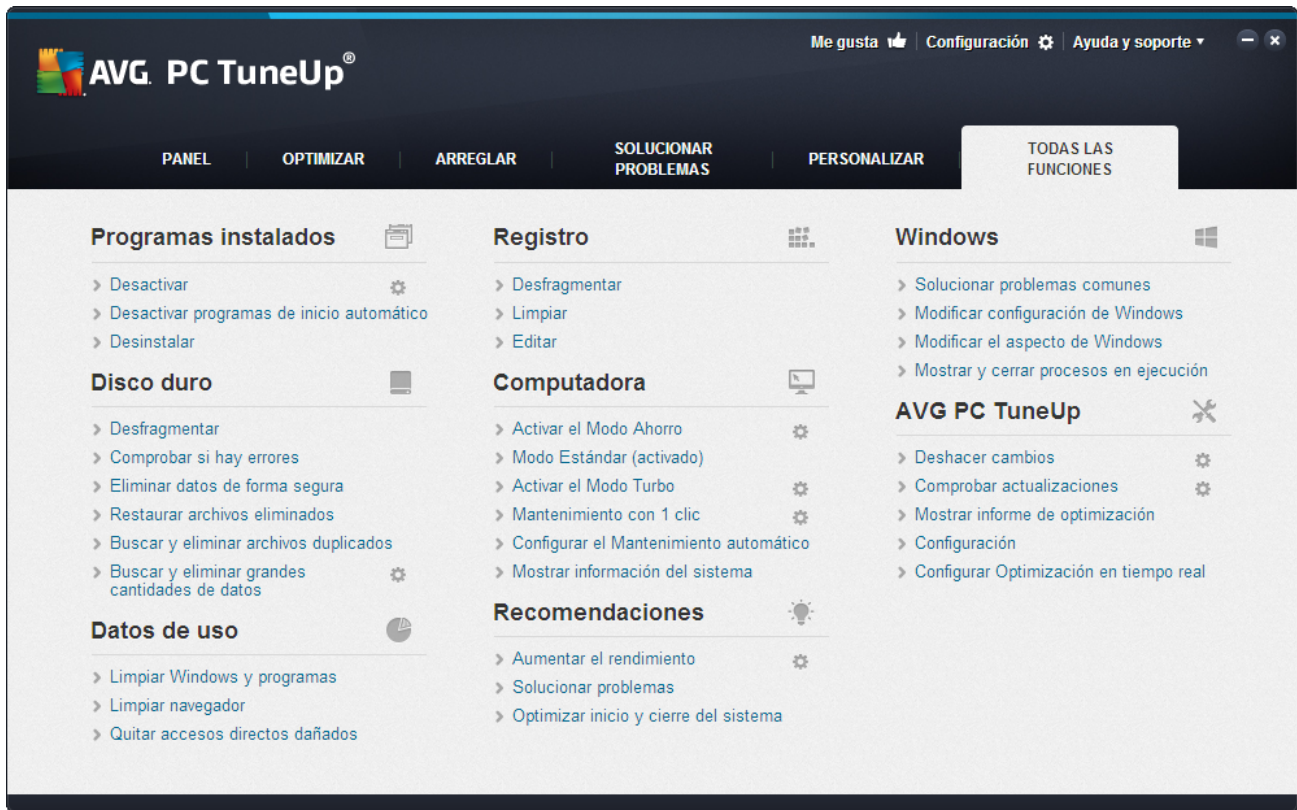 Me gusta | Configuración | Ayuda y soporte
AVG. PC TuneUp®
PANEL
OPTIMIZAR
ARREGLAR
SOLUCIONAR
PROBLEMAS
PERSONALIZAR
TODAS LAS
FUNCIONES
Programas instalados
Desactivar
Desactivar programas de inicio automático
Desinstalar
Disco duro
Desfragmentar
Comprobar si hay errores
Eliminar datos de forma segura
Restaurar archivos eliminados
Buscar y eliminar archivos duplicados
Buscar y eliminar grandes
cantidades de datos
Datos de uso
Limpiar Windows y programas
Limpiar navegador
Quitar accesos directos dañados
Registro
Desfragmentar
Limpiar
Editar
Computadora
Activar el Modo Ahorro
Modo Estándar (activado)
Activar el Modo Turbo
Mantenimiento con 1 clic
Configurar el Mantenimiento automático
Mostrar información del sistema
Recomendaciones
Aumentar el rendimiento
Solucionar problemas
Optimizar inicio y cierre del sistema
Windows
Solucionar problemas comunes
Modificar configuración de Windows
Modificar el aspecto de Windows
Mostrar y cerrar procesos en ejecución
AVG PC TuneUp
Deshacer cambios
Comprobar actualizaciones
Mostrar informe de optimización
Configuración
Configurar Optimización en tiempo real